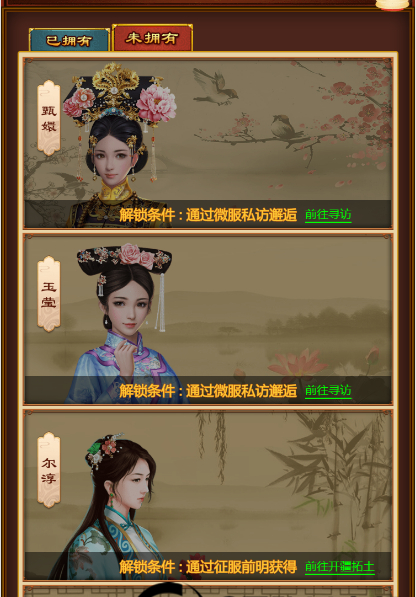 已拥有
未拥有
甄嬛
解锁条件：通过微服私访邂逅 前往寻访
玉莹
解锁条件：通过微服私访邂逅 前往寻访
尔淳
解锁条件：通过征服前明获得 前往开疆拓土